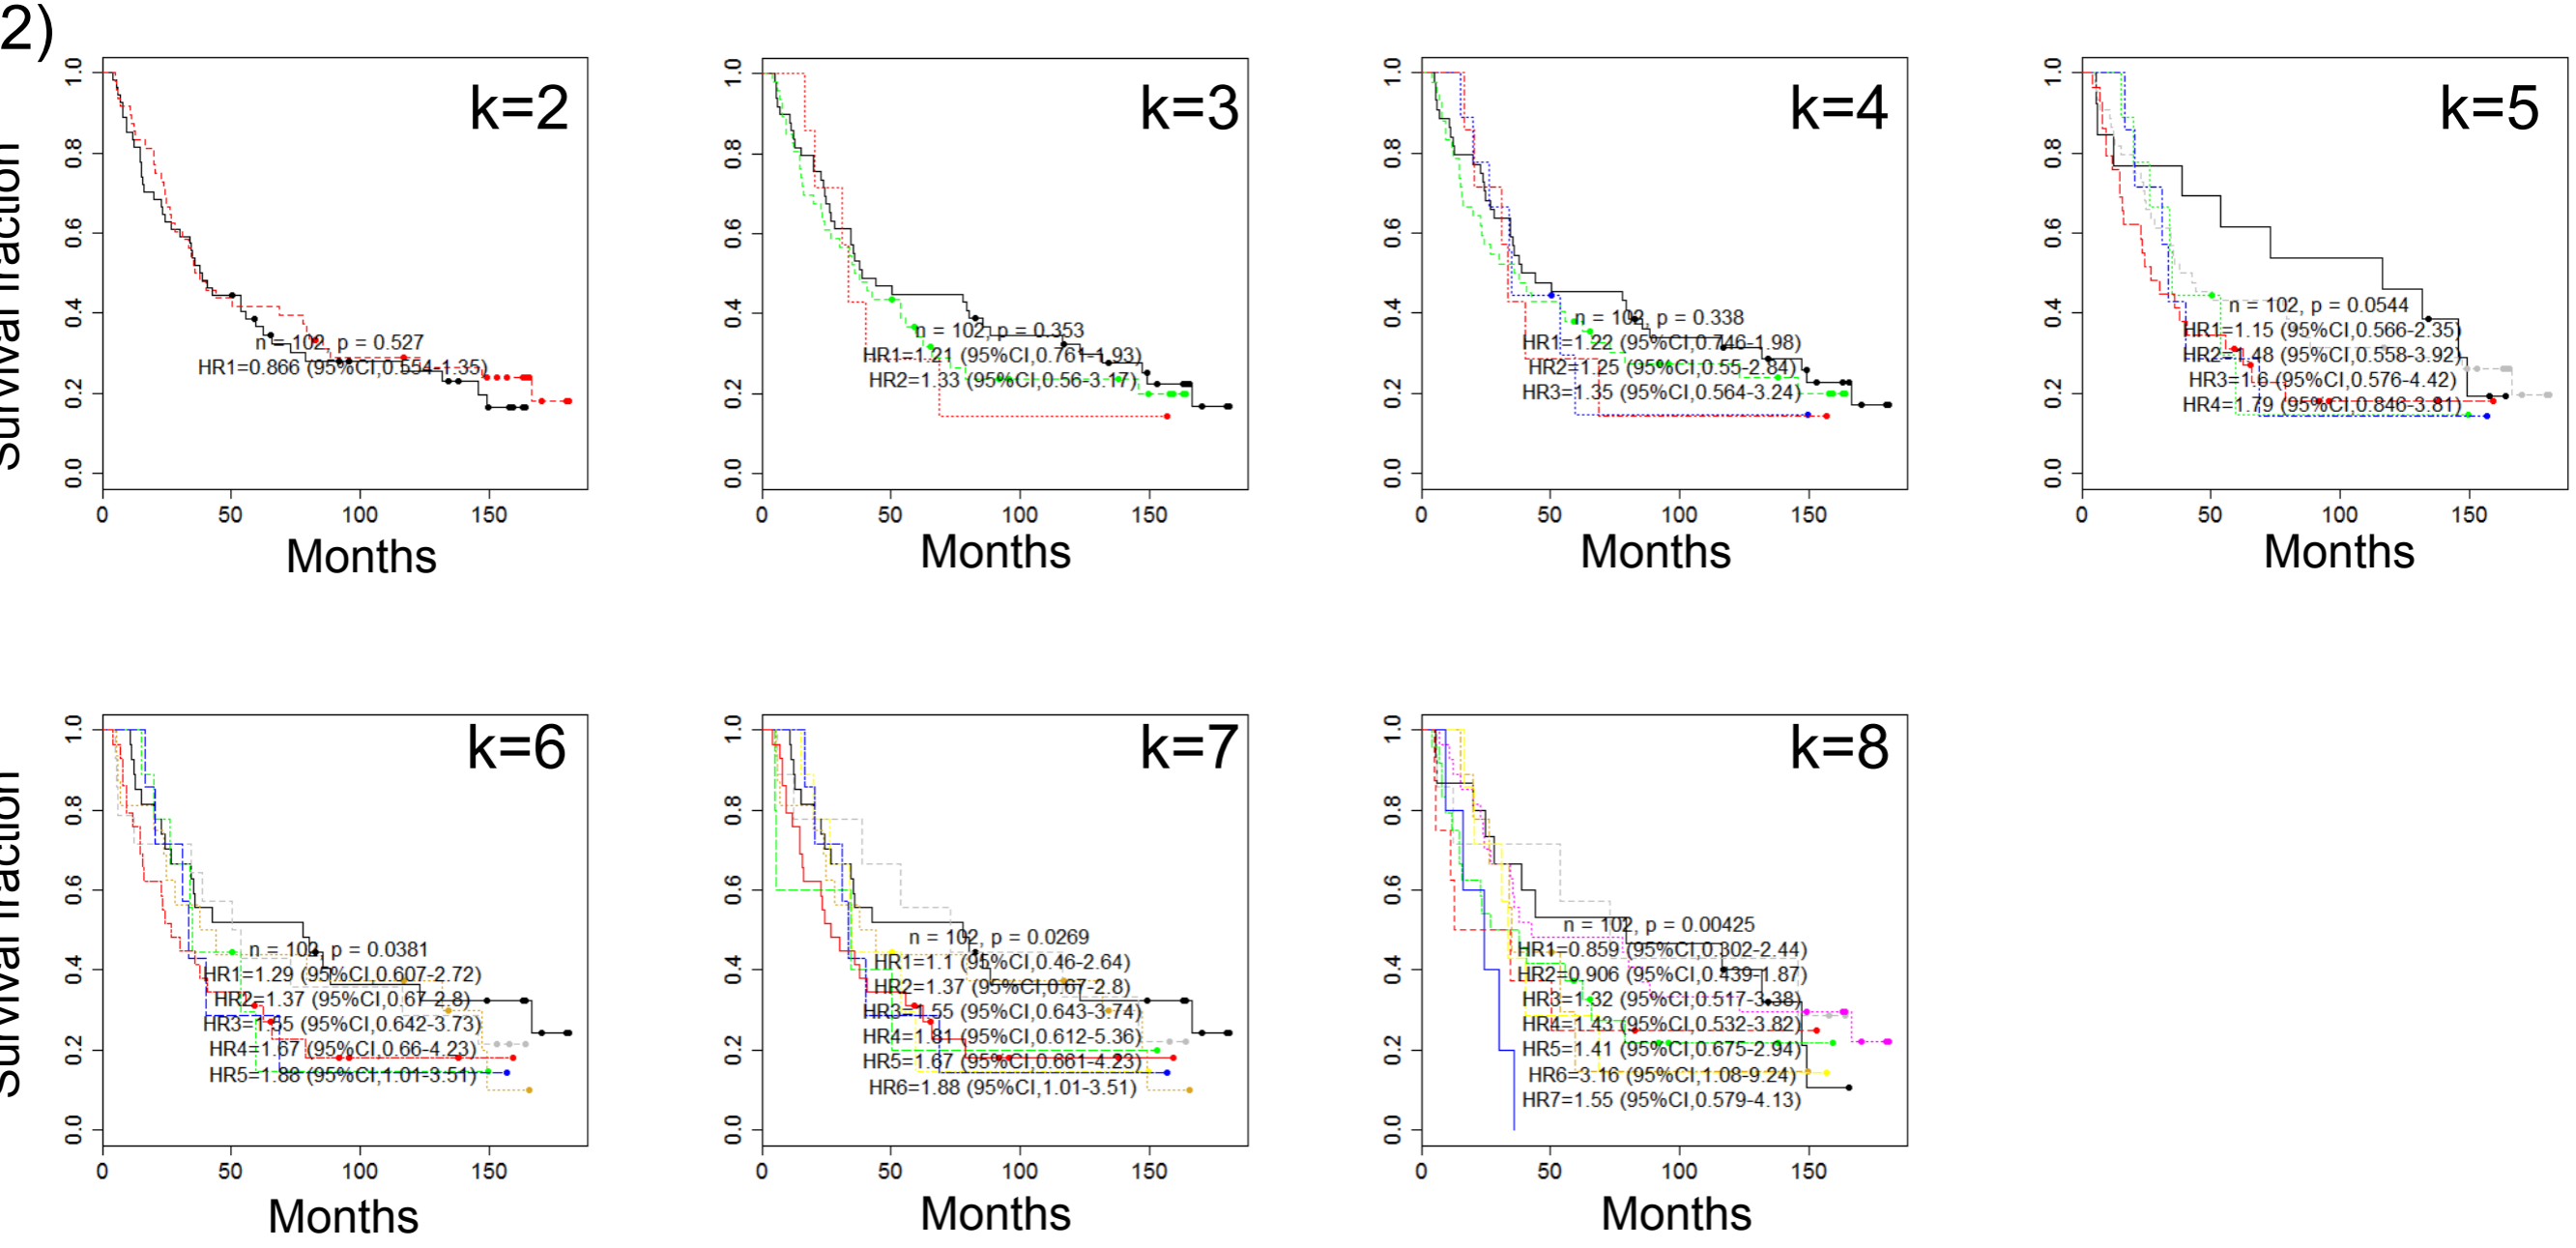 2)
Survival fraction
1.0
0.8
0.6
0.4
0.2
0.0
k=2
n = 102, p = 0.527
HR1=0.866 (95%CI,0.554-1.35)
0 50 100 150
Months
1.0
0.8
0.6
0.4
0.2
0.0
k=3
n = 102, p = 0.353
HR1=1.21 (95%CI,0.761-1.93)
HR2=1.33 (95%CI,0.56-3.17)
0 50 100 150
Months
1.0
0.8
0.6
0.4
0.2
0.0
k=4
n = 102, p = 0.338
HR1=1.22 (95%CI,0.746-1.98)
HR2=1.25 (95%CI,0.55-2.84)
HR3=1.35 (95%CI,0.564-3.24)
0 50 100 150
Months
1.0
0.8
0.6
0.4
0.2
0.0
k=5
n = 102, p = 0.0544
HR1=1.15 (95%CI,0.566-2.35)
HR2=1.48 (95%CI,0.558-3.92)
HR3=1.6 (95%CI,0.576-4.42)
HR4=1.79 (95%CI,0.846-3.81)
0 50 100 150
Months
Survival fraction
1.0
0.8
0.6
0.4
0.2
0.0
k=6
n = 102, p = 0.0381
HR1=1.29 (95%CI,0.607-2.72)
HR2=1.37 (95%CI,0.67-2.8)
HR3=1.55 (95%CI,0.642-3.73)
HR4=1.67 (95%CI,0.66-4.23)
HR5=1.88 (95%CI,1.01-3.51)
0 50 100 150
Months
1.0
0.8
0.6
0.4
0.2
0.0
k=7
n = 102, p = 0.0269
HR1=1.1 (95%CI,0.46-2.64)
HR2=1.37 (95%CI,0.67-2.8)
HR3=1.55 (95%CI,0.643-3.74)
HR4=1.81 (95%CI,0.612-5.36)
HR5=1.67 (95%CI,0.661-4.23)
HR6=1.88 (95%CI,1.01-3.51)
0 50 100 150
Months
1.0
0.8
0.6
0.4
0.2
0.0
k=8
n = 102, p = 0.00425
HR1=0.859 (95%CI,0.302-2.44)
HR2=0.906 (95%CI,0.439-1.87)
HR3=1.32 (95%CI,0.517-3.38)
HR4=1.43 (95%CI,0.532-3.82)
HR5=1.41 (95%CI,0.675-2.94)
HR6=3.16 (95%CI,1.08-9.24)
HR7=1.55 (95%CI,0.579-4.13)
0 50 100 150
Months